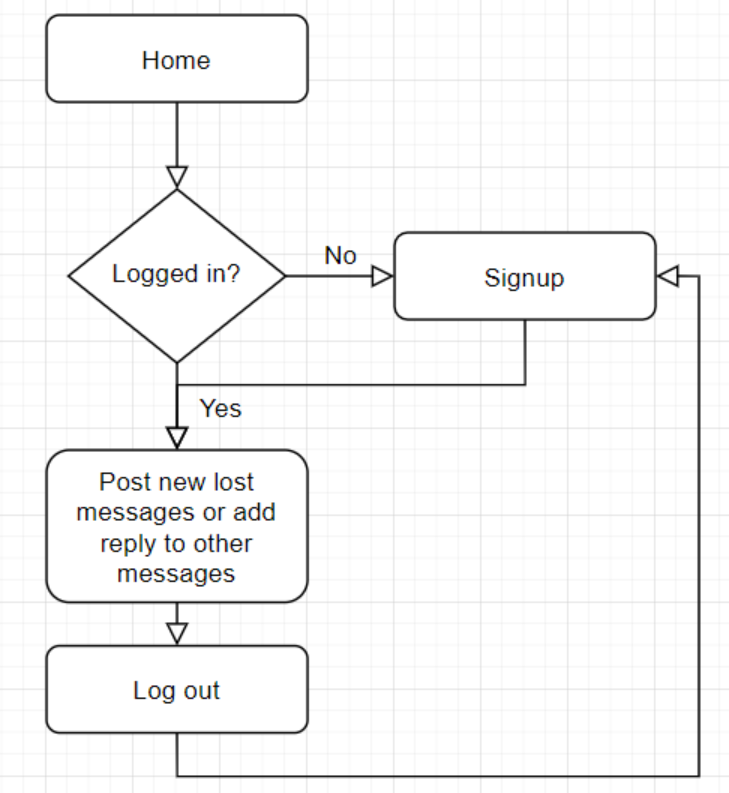 Home
Logged in?
No
Signup
Yes
Post new lost
messages or add
reply to other
messages
Log out